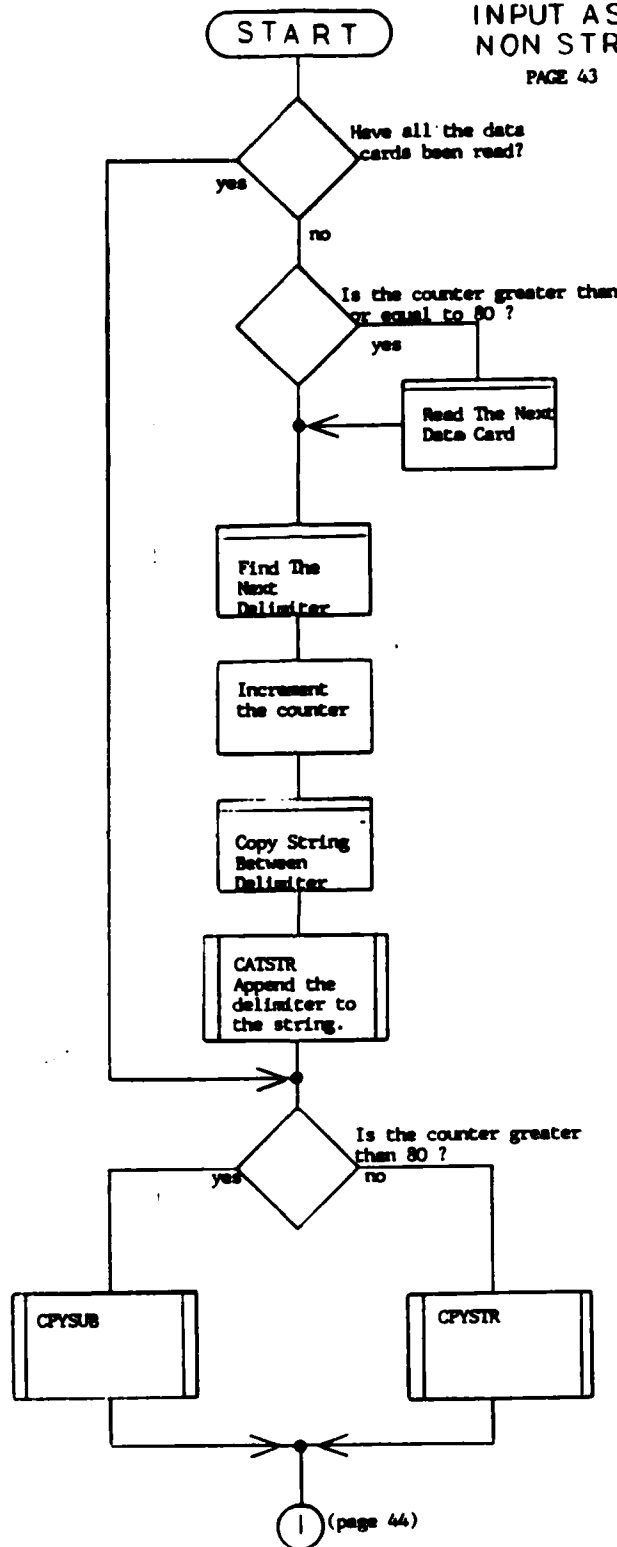 START
INPUT AS
NON STR
PAGE 43
Have all the data
cards been read?
yes
no
Is the counter greater than
or equal to 80 ?
yes
Read The Next
Data Card
Find The
Next
Delimiter
Increment
the counter
Copy String
Between
Delimiter
CATSTR
Append the
delimiter to
the string.
Is the counter greater
than 80 ?
yes
no
CPYSUB
CPYSTR
I
(page 44)